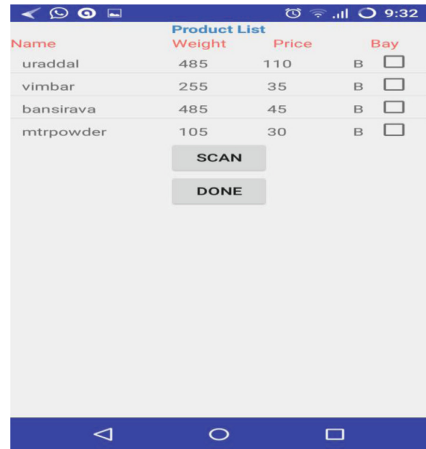 9:32
Product List
Name Weight Price Bay
uraddal 485 110 B
vimbar 255 35 B
bansirava 485 45 B
mtrpowder 105 30 B
SCAN
DONE